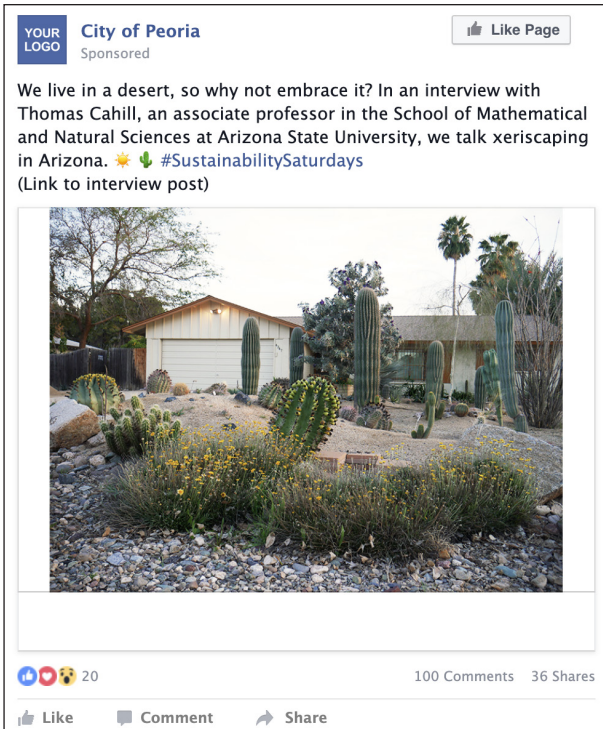 YOUR
LOGO
City of Peoria
Sponsored
Like Page
We live in a desert, so why not embrace it? In an interview with
Thomas Cahill, an associate professor in the School of Mathematical
and Natural Sciences at Arizona State University, we talk xeriscaping
in Arizona. ☀️ 🌵 #SustainabilitySaturdays
(Link to interview post)
20
100 Comments 36 Shares
Like Comment Share